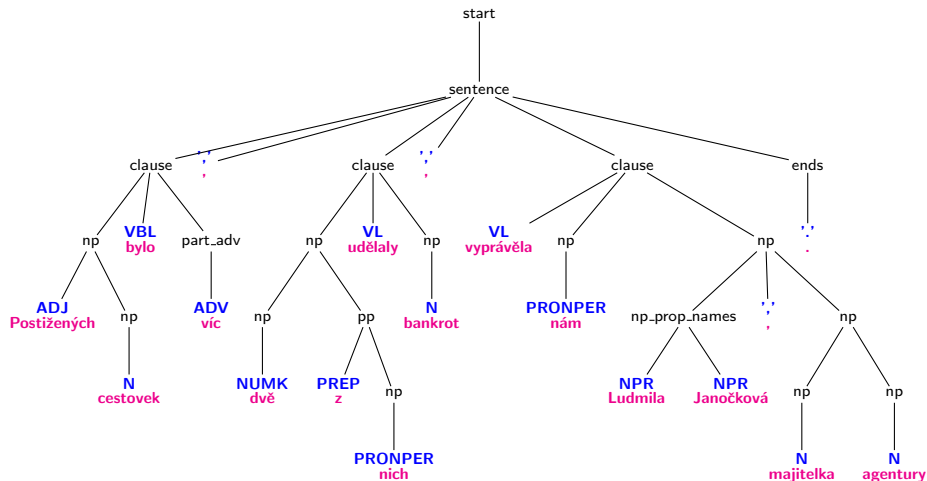 start
sentence
clause ',' clause ',' clause ends
, ,
np VBL part_adv np VL np VL np np '.'
bylo udělaly vyprávěla .
ADJ np ADV np pp N PRONPER np_prop_names ',' np
Postižených víc bankrot nám ,
N NUMK PREP np NPR NPR np np
cestovek dvě z Ludmila Janočková
PRONPER N N
nich majitelka agentury